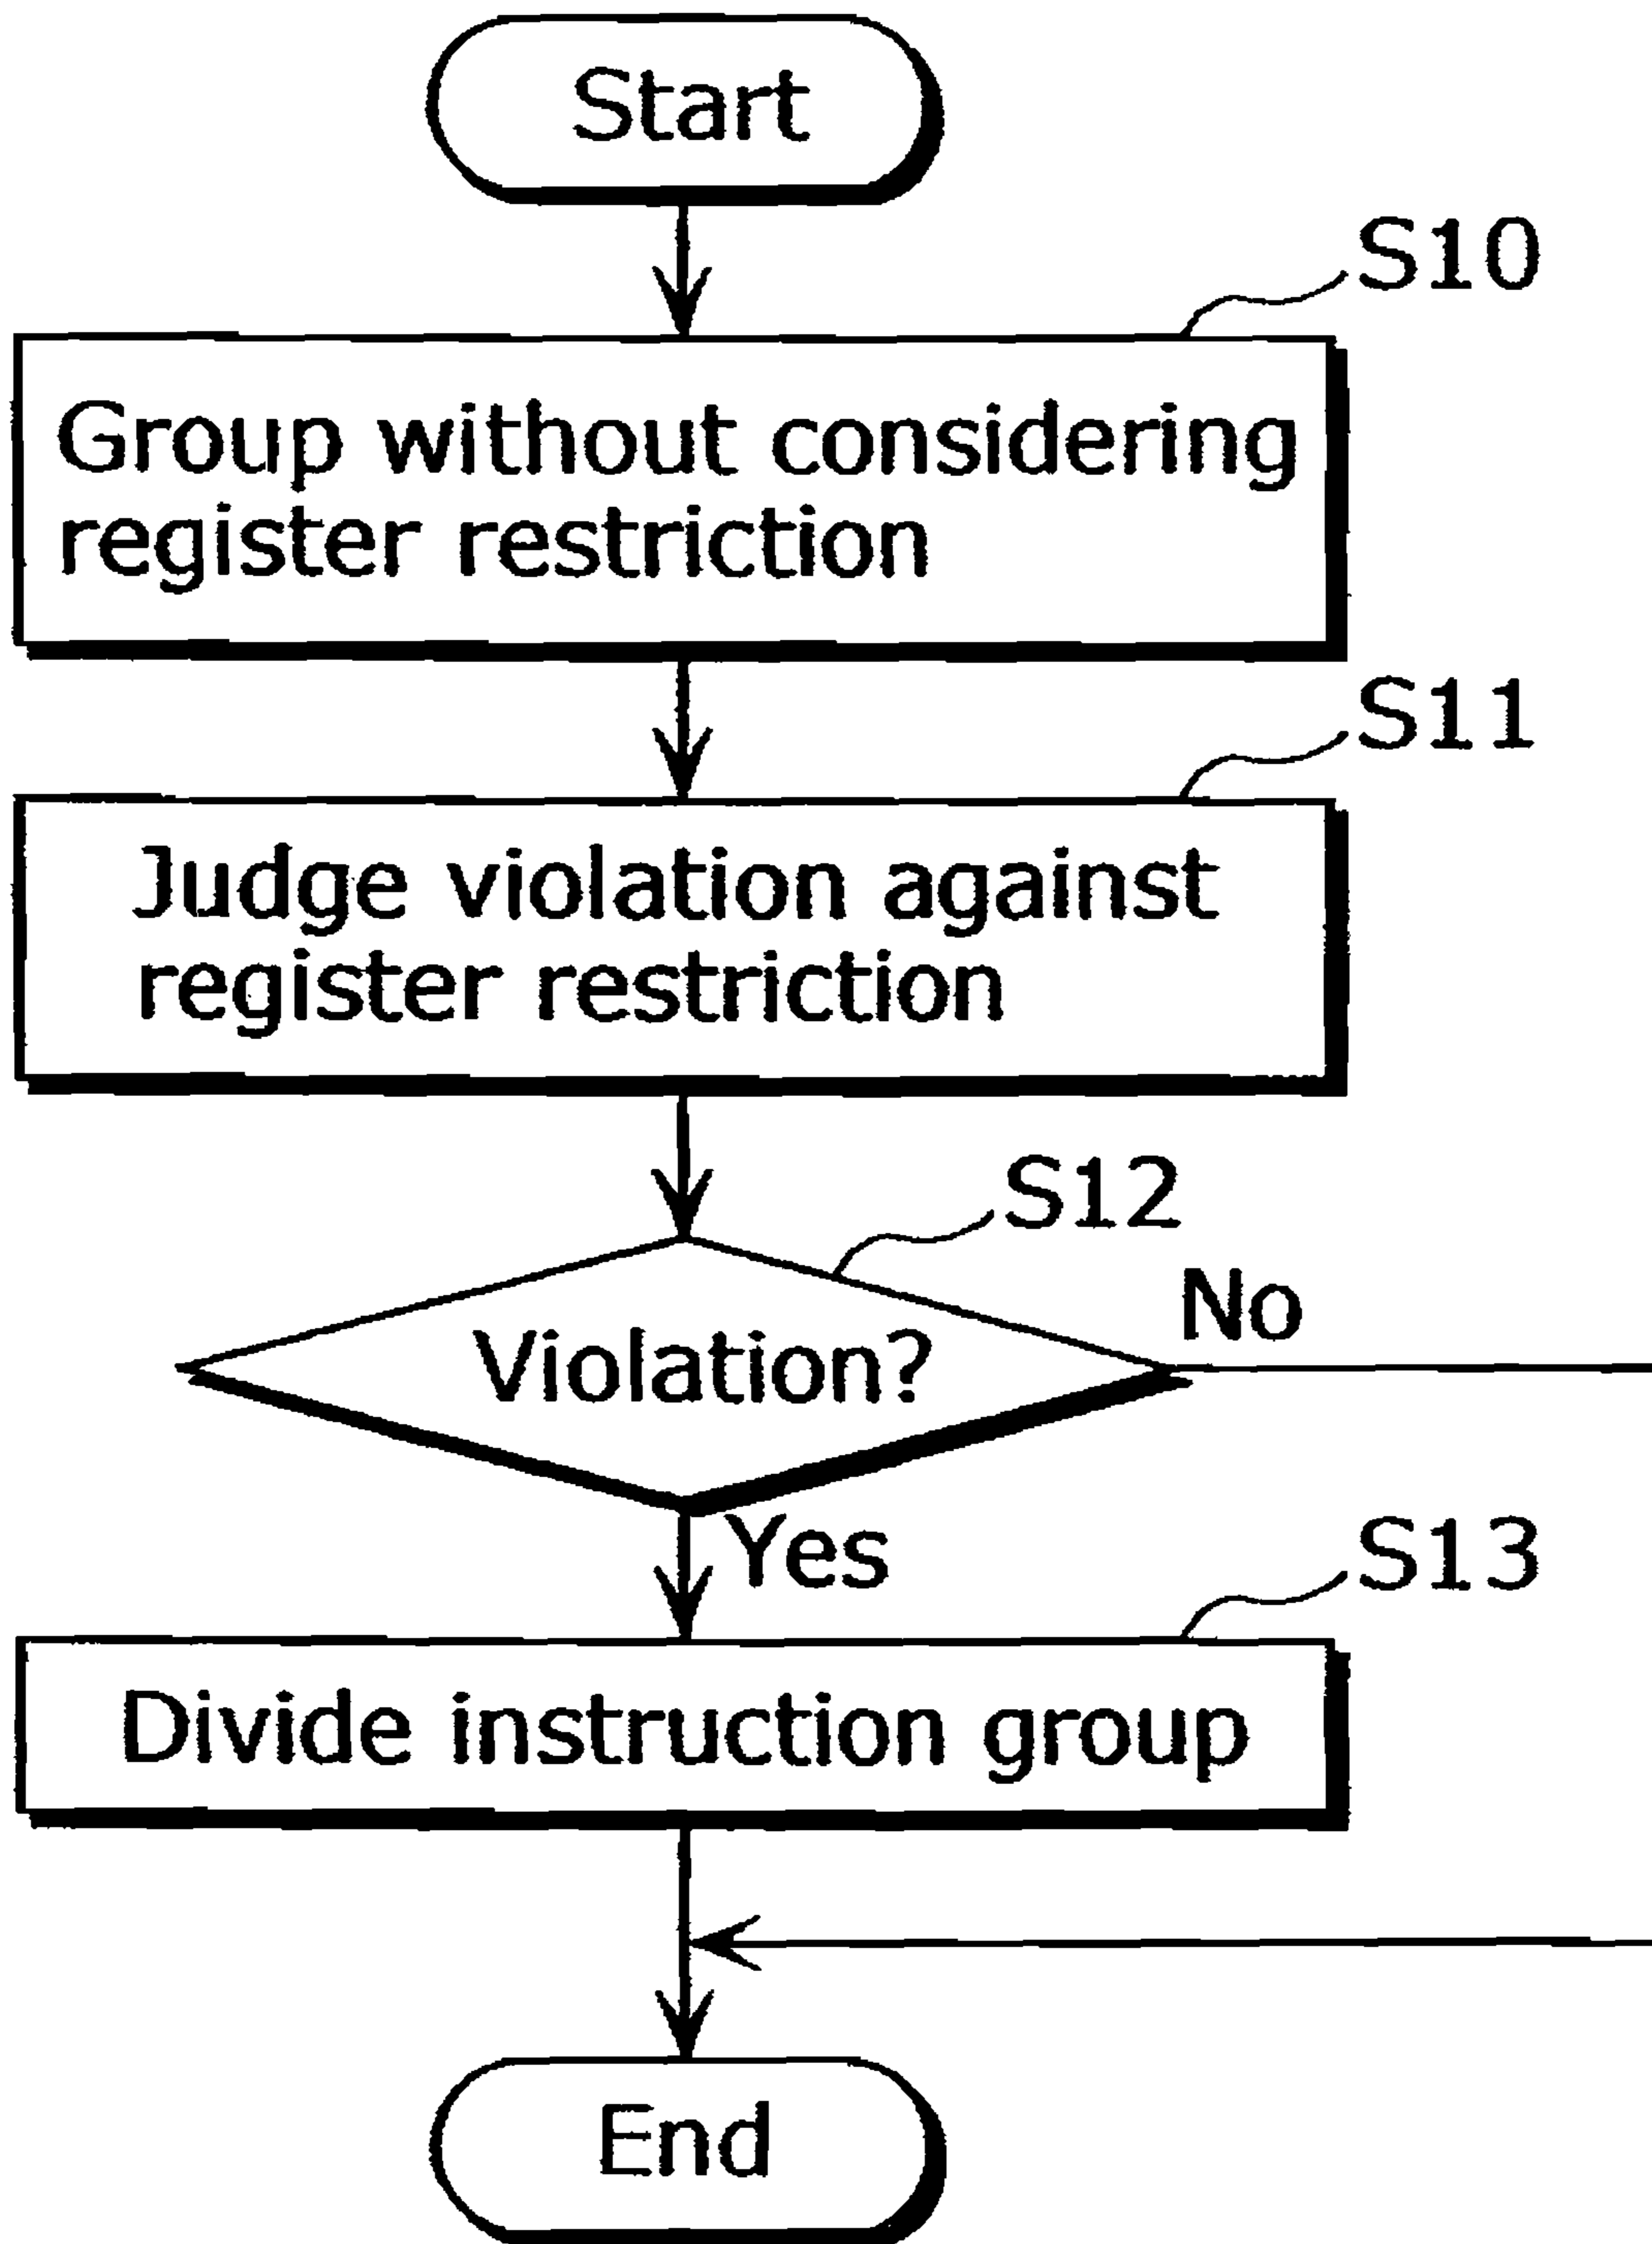 Start
S10
Group without considering
register restriction
S11
Judge violation against
register restriction
S12
No
Violation?
Yes
S13
Divide instruction group
End